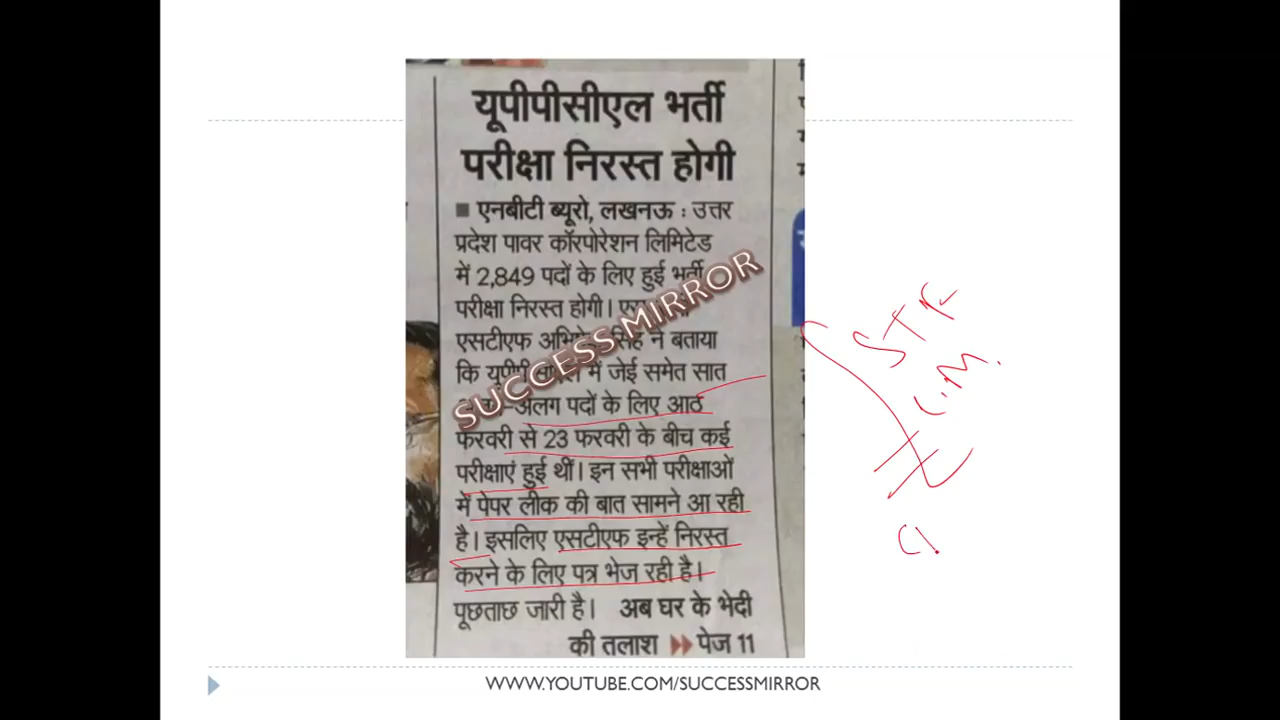 यूपीपीसीएल भर्ती
परीक्षा निरस्त होगी
एनबीटी ब्यूरो, लखनऊ : उत्तर
प्रदेश पावर कॉरपोरेशन लिमिटेड
में 2,849 पदों के लिए हुई भर्ती
परीक्षा निरस्त होगी।
एसटीएफ सिंह ने बताया
कि में जेई समेत सात
अलग पदों के लिए आठ
फरवरी से 23 फरवरी के बीच कई
परीक्षाएं हुई थीं। इन सभी परीक्षाओं
में पेपर लीक की बात सामने आ रही
है। इसलिए एसटीएफ इन्हें निरस्त
करने के लिए पत्र भेज रही है।
पूछताछ जारी है। अब घर के भेदी
की तलाश पेज 11
SUCCESS MIRROR
STF
C.M.
WWW.YOUTUBE.COM/SUCCESSMIRROR